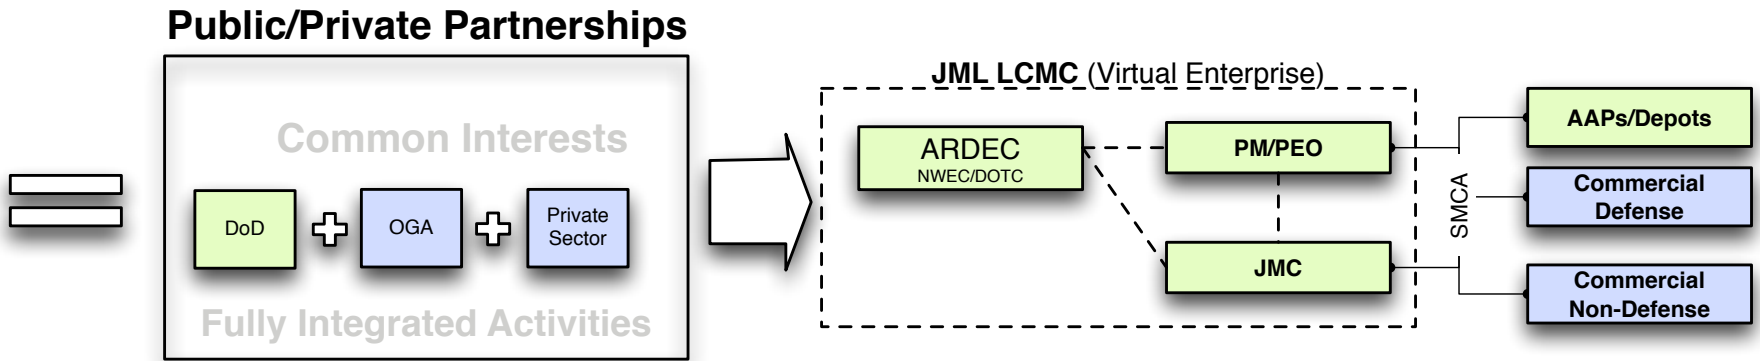 Public/Private Partnerships
Common Interests
DoD
OGA
Private
Sector
Fully Integrated Activities
JML LCMC (Virtual Enterprise)
ARDEC
NWEC/DOTC
PM/PEO
JMC
SMCA
AAPs/Depots
Commercial
Defense
Commercial
Non-Defense